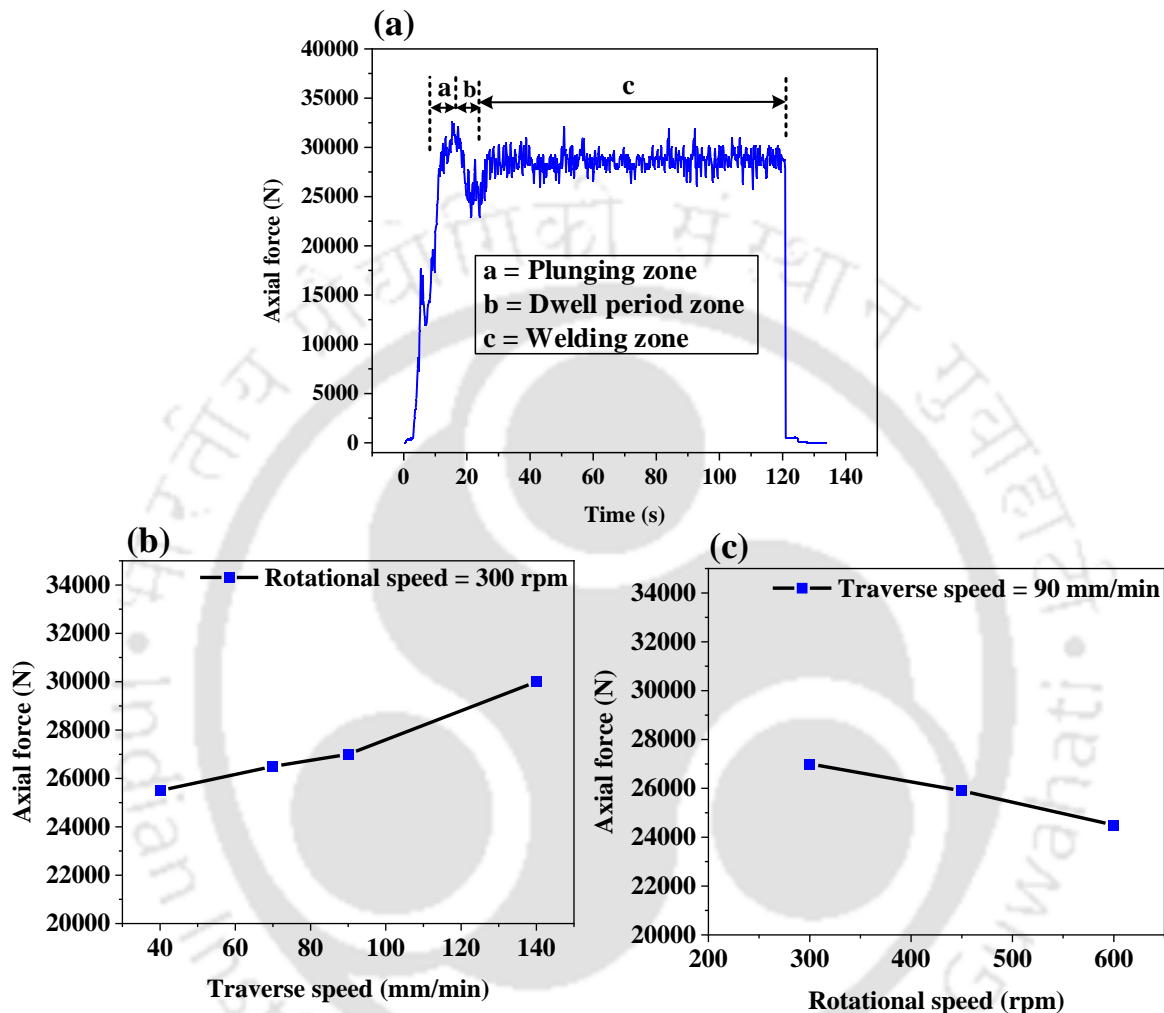 (a)
40000
35000
30000
25000
20000
15000
10000
5000
0
Axial force (N)
a
b
c
a = Plunging zone
b = Dwell period zone
c = Welding zone
0 20 40 60 80 100 120 140
Time (s)
(b)
Rotational speed = 300 rpm
34000
32000
30000
28000
26000
24000
22000
20000
Axial force (N)
40 60 80 100 120 140
Traverse speed (mm/min)
(c)
Traverse speed = 90 mm/min
34000
32000
30000
28000
26000
24000
22000
20000
Axial force (N)
200 300 400 500 600
Rotational speed (rpm)
भारतीय प्रौद्योगिकी संस्थान गुवाहाटी
Indian
Guwahati